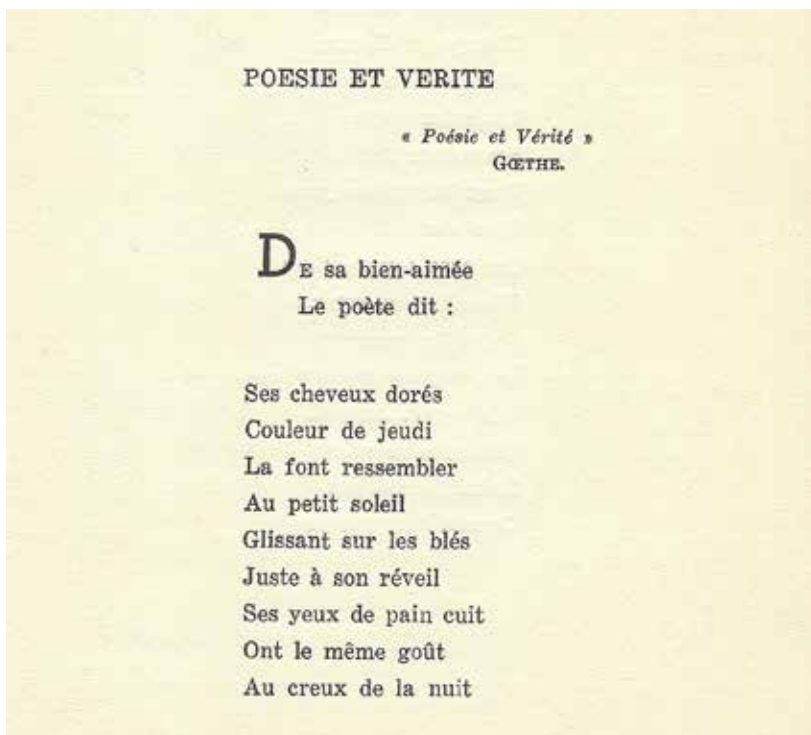 POESIE ET VERITE
« Poésie et Vérité »
GŒTHE.
DE sa bien-aimée
Le poète dit :
Ses cheveux dorés
Couleur de jeudi
La font ressembler
Au petit soleil
Glissant sur les blés
Juste à son réveil
Ses yeux de pain cuit
Ont le même goût
Au creux de la nuit